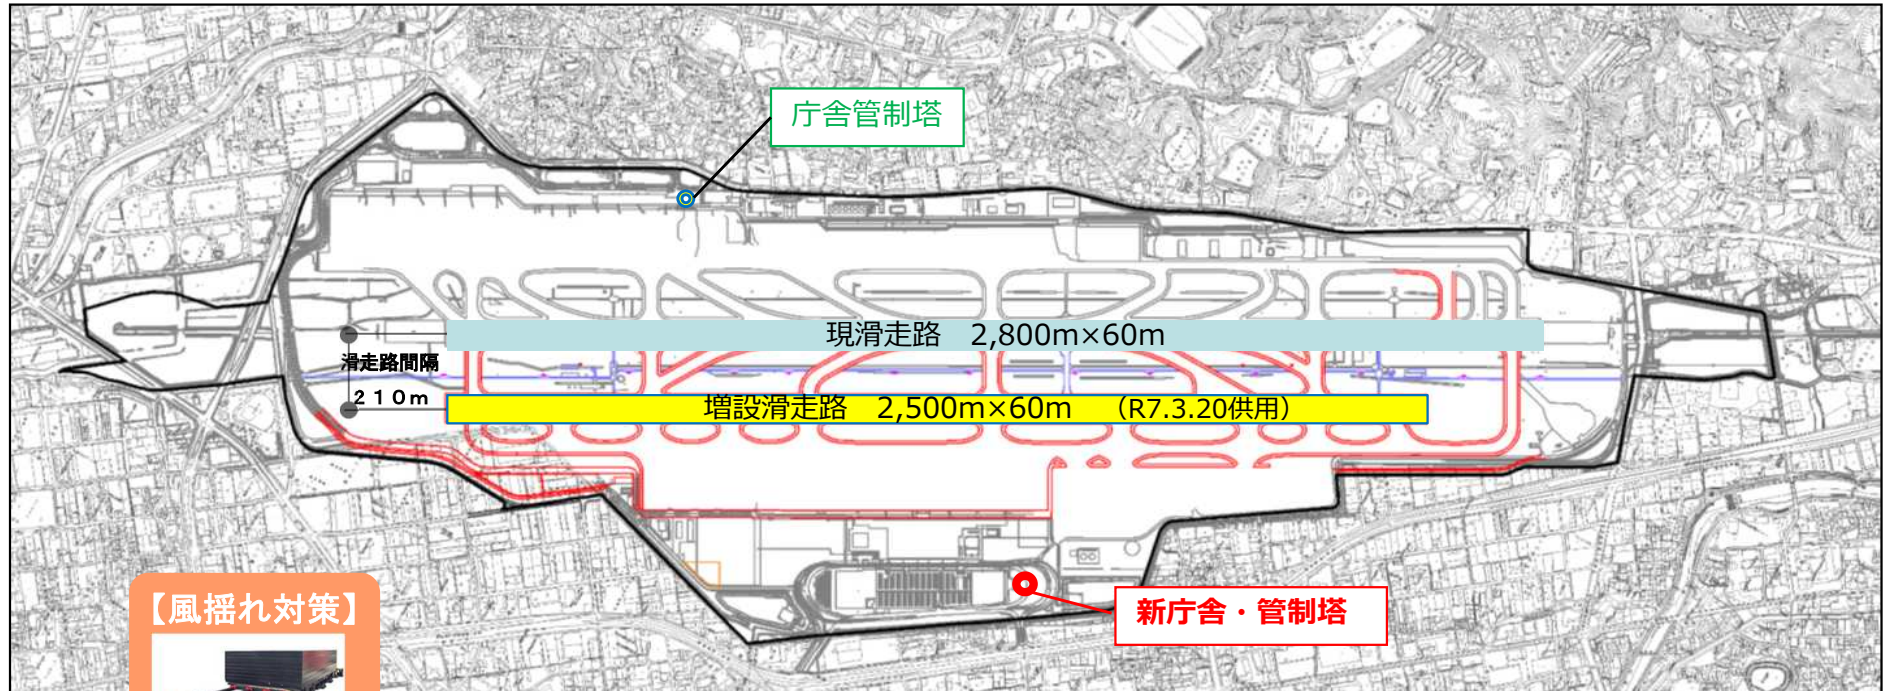 庁舎管制塔
現滑走路　2,800m×60m
滑走路間隔
２１０m
増設滑走路　2,500m×60m　（R7.3.20供用）
新庁舎・管制塔
【風揺れ対策】